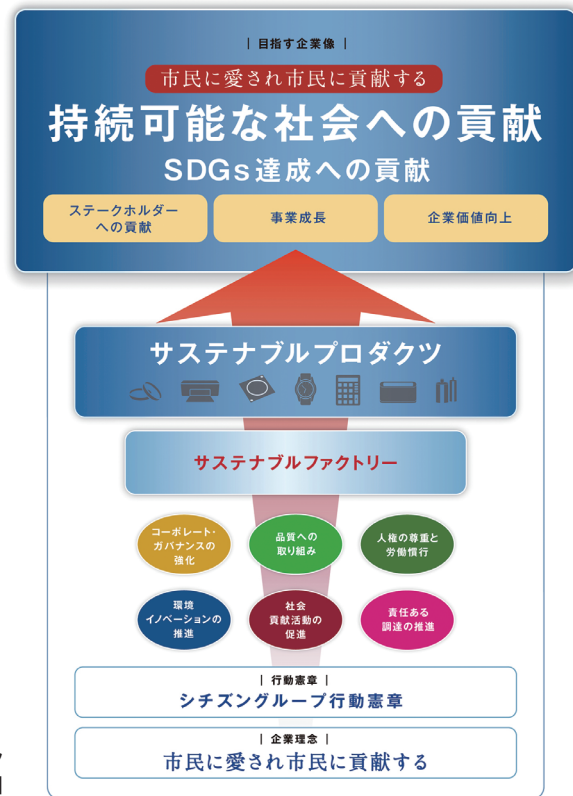 | 目指す企業像 |
市民に愛され市民に貢献する
持続可能な社会への貢献
SDGs達成への貢献
ステークホルダー
への貢献
事業成長
企業価値向上
サステナブルプロダクツ
サステナブルファクトリー
コーポレート・
ガバナンスの
強化
品質への
取り組み
人権の尊重と
労働慣行
環境
イノベーションの
推進
社会
貢献活動の
促進
責任ある
調達の推進
| 行動憲章 |
シチズングループ行動憲章
| 企業理念 |
市民に愛され市民に貢献する